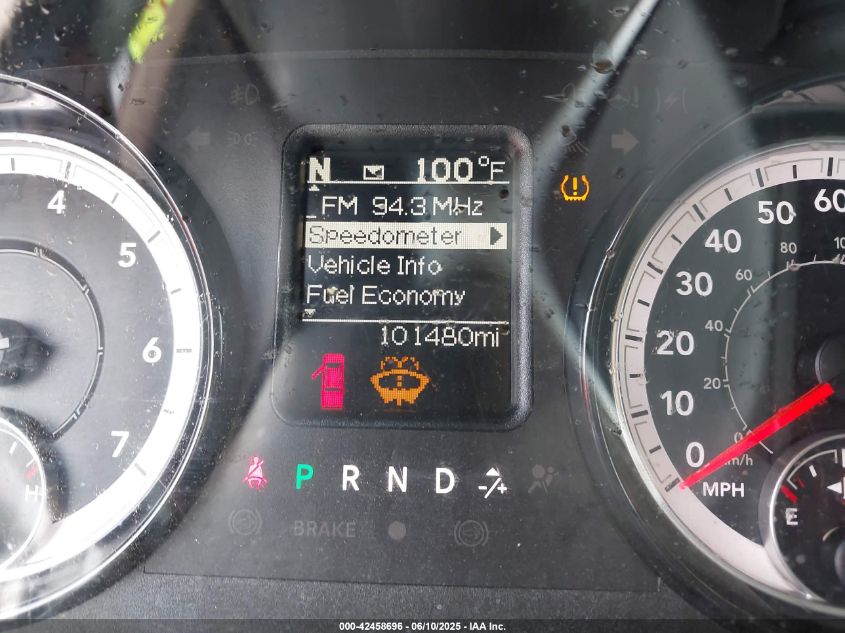 N 100°F
FM 94.3 MHz
Speedometer
Vehicle Info
Fuel Economy
101480mi
P R N D -/+
BRAKE
4
5
6
7
H
60
50
40
30
20
10
0
MPH
80
60
40
20
0
km/h
E
000-42458696 - 06/10/2025 - IAA Inc.